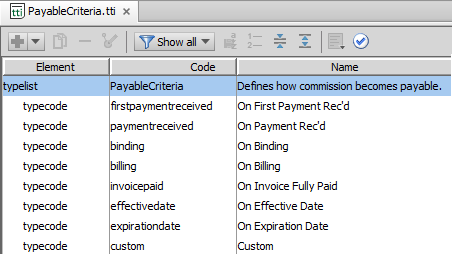 tti PayableCriteria.tti ×
Show all
Element Code Name
typelist PayableCriteria Defines how commission becomes payable.
typecode firstpaymentreceived On First Payment Rec'd
typecode paymentreceived On Payment Rec'd
typecode binding On Binding
typecode billing On Billing
typecode invoicepaid On Invoice Fully Paid
typecode effectivedate On Effective Date
typecode expirationdate On Expiration Date
typecode custom Custom